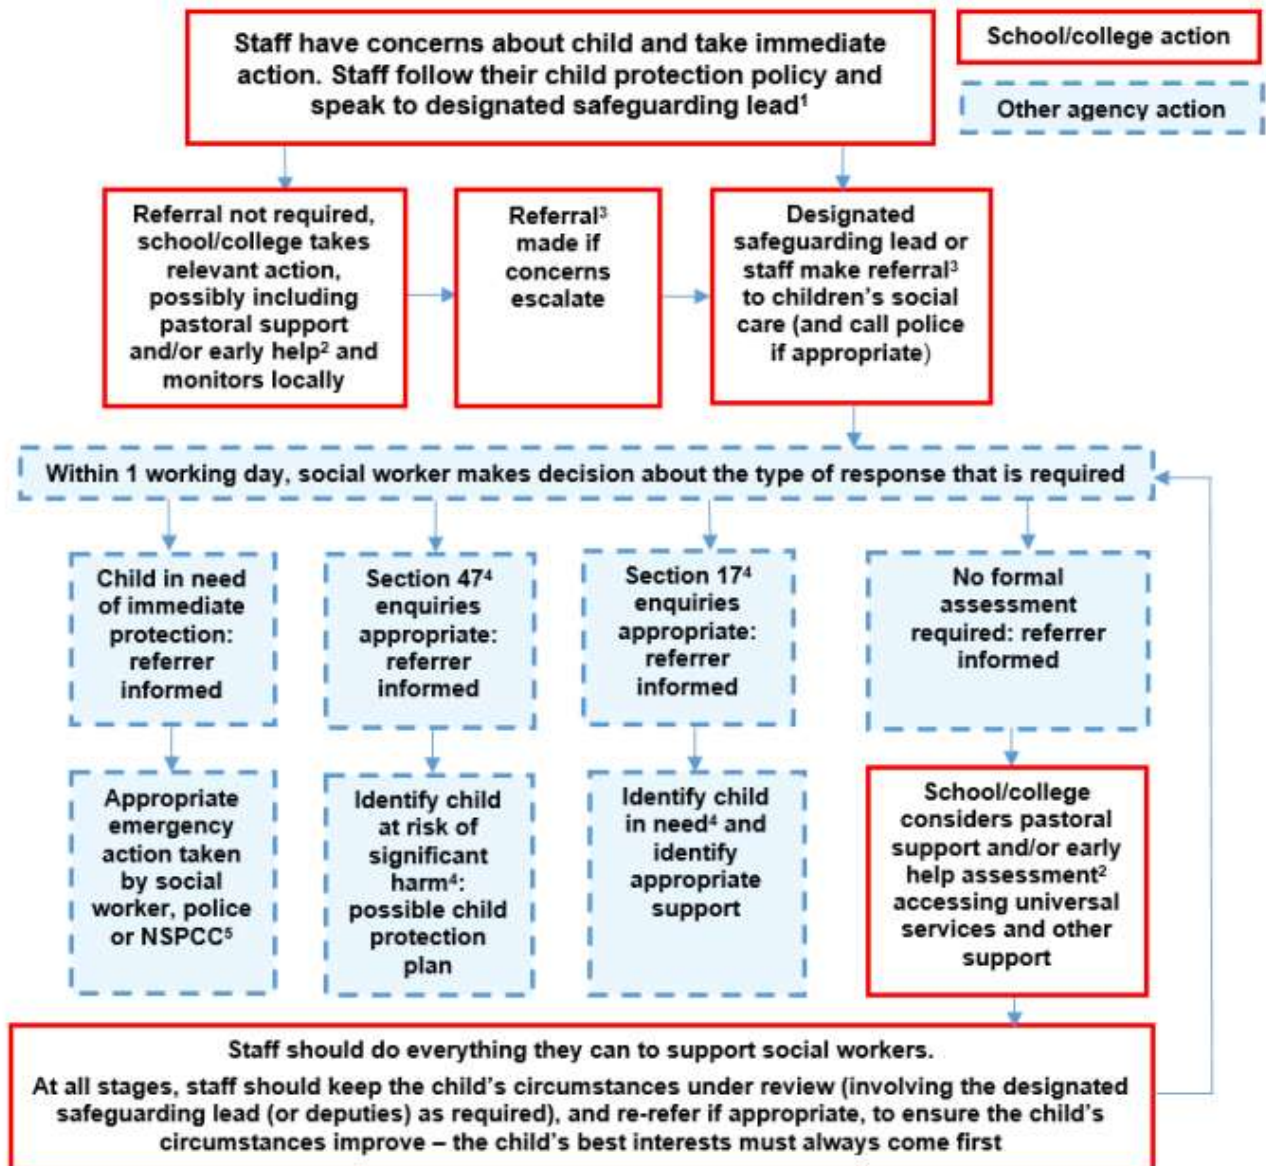 Staff have concerns about child and take immediate
action. Staff follow their child protection policy and
speak to designated safeguarding lead¹
School/college action
Other agency action
Referral not required,
school/college takes
relevant action,
possibly including
pastoral support
and/or early help² and
monitors locally
Referral³
made if
concerns
escalate
Designated
safeguarding lead or
staff make referral³
to children's social
care (and call police
if appropriate)
Within 1 working day, social worker makes decision about the type of response that is required
Child in need
of immediate
protection:
referrer
informed
Section 47⁴
enquiries
appropriate:
referrer
informed
Section 17⁴
enquiries
appropriate:
referrer
informed
No formal
assessment
required: referrer
informed
Appropriate
emergency
action taken
by social
worker, police
or NSPCC⁵
Identify child
at risk of
significant
harm⁴:
possible child
protection
plan
Identify child
in need⁴ and
identify
appropriate
support
School/college
considers pastoral
support and/or early
help assessment²
accessing universal
services and other
support
Staff should do everything they can to support social workers.
At all stages, staff should keep the child's circumstances under review (involving the designated
safeguarding lead (or deputies) as required), and re-refer if appropriate, to ensure the child's
circumstances improve – the child's best interests must always come first